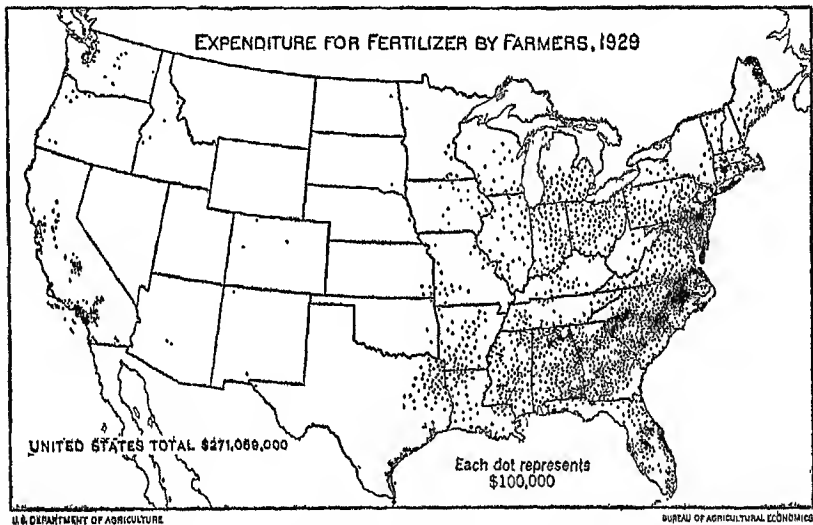 EXPENDITURE FOR FERTILIZER BY FARMERS, 1929
UNITED STATES TOTAL $271,069,000
Each dot represents
$100,000
U.S. DEPARTMENT OF AGRICULTURE
BUREAU OF AGRICULTURAL ECONOMICS